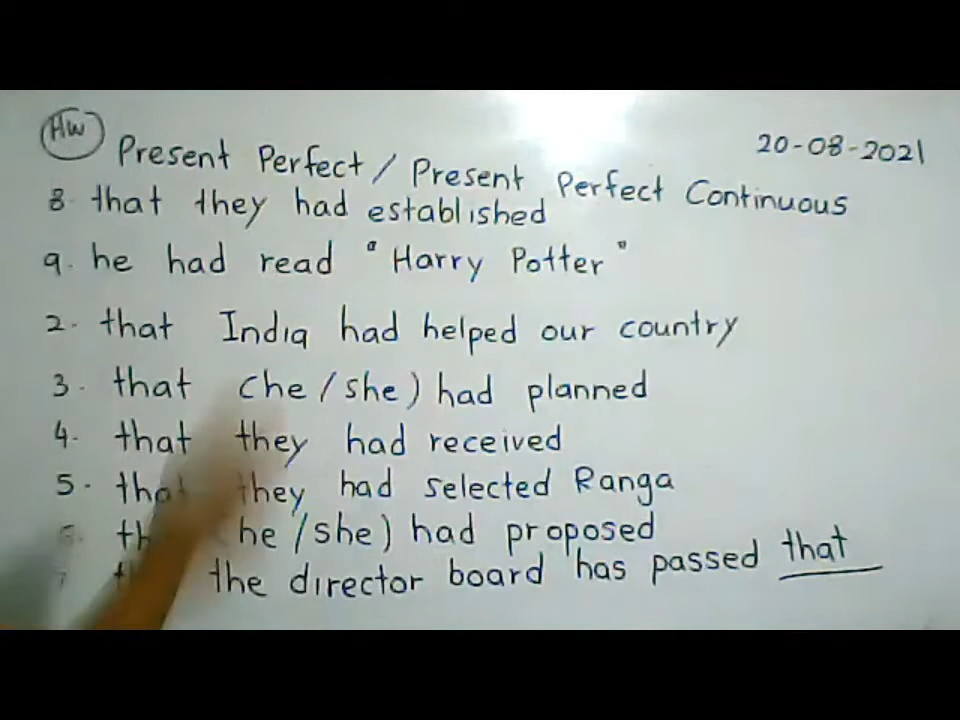 HW
Present Perfect / Present Perfect Continuous
20-08-2021
8. that they had established
9. he had read "Harry Potter"
2. that India had helped our country
3. that (he/she) had planned
4. that they had received
5. that they had selected Ranga
he/she) had proposed
the director board has passed that